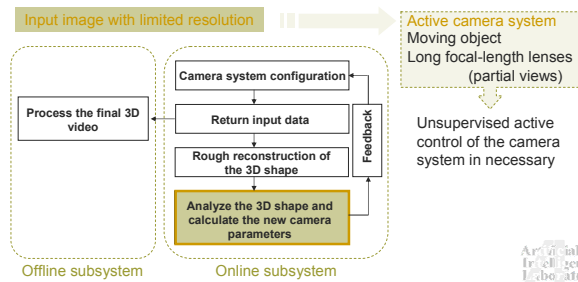 Input image with limited resolution
Active camera system
Moving object
Long focal-length lenses
(partial views)
Camera system configuration
Process the final 3D
video
Return input data
Feedback
Rough reconstruction of
the 3D shape
Analyze the 3D shape and
calculate the new camera
parameters
Unsupervised active
control of the camera
system in necessary
Offline subsystem
Online subsystem